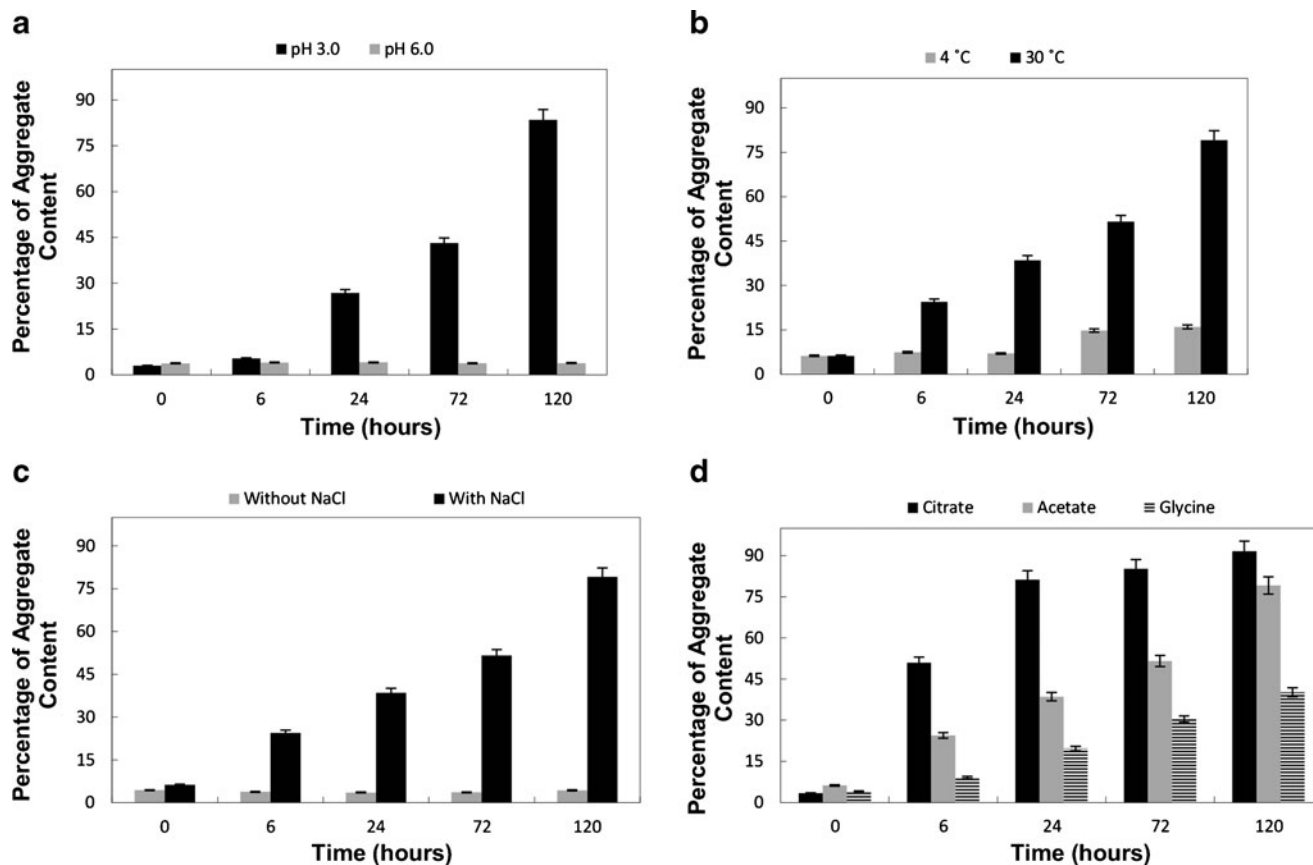 a
pH 3.0 pH 6.0
90
75
60
45
30
15
0
Percentage of Aggregate
Content
0 6 24 72 120
Time (hours)
b
4 ˚C 30 ˚C
90
75
60
45
30
15
0
Percentage of Aggregate
Content
0 6 24 72 120
Time (hours)
c
Without NaCl With NaCl
90
75
60
45
30
15
0
Percentage of Aggregate
Content
0 6 24 72 120
Time (hours)
d
Citrate Acetate Glycine
90
75
60
45
30
15
0
Percentage of Aggregate
Content
0 6 24 72 120
Time (hours)